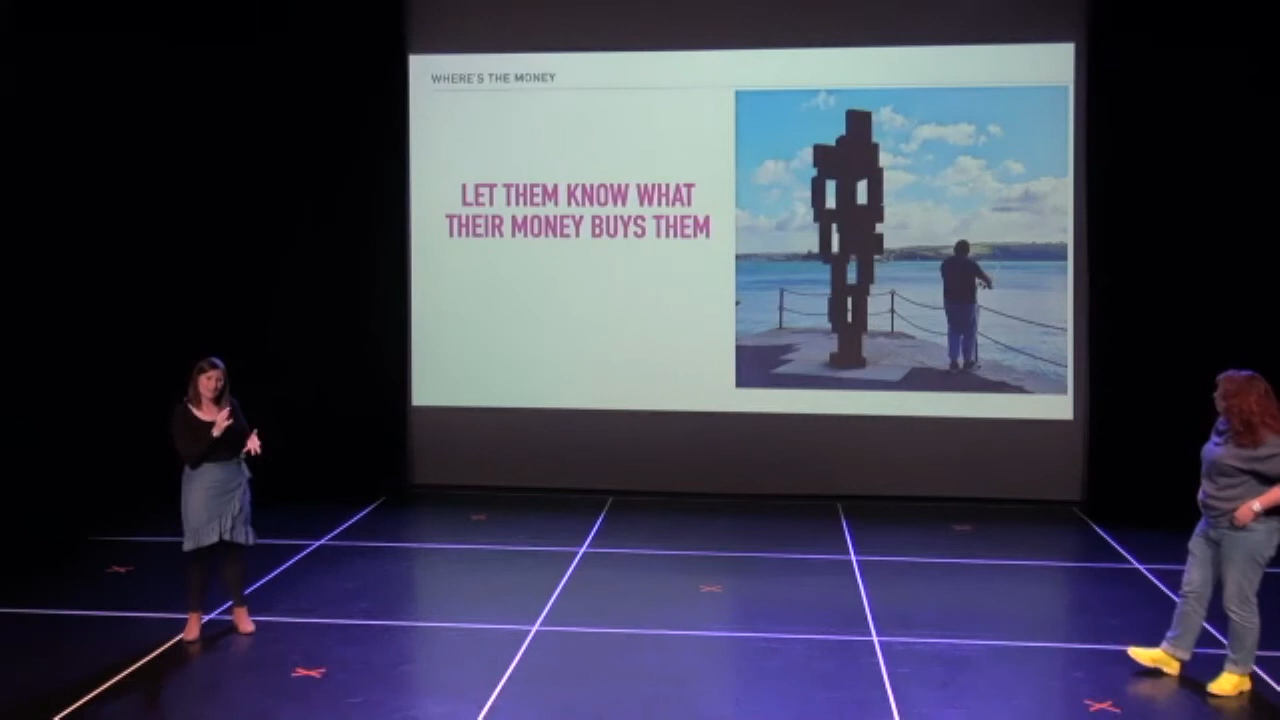 WHERE'S THE MONEY
LET THEM KNOW WHAT
THEIR MONEY BUYS THEM